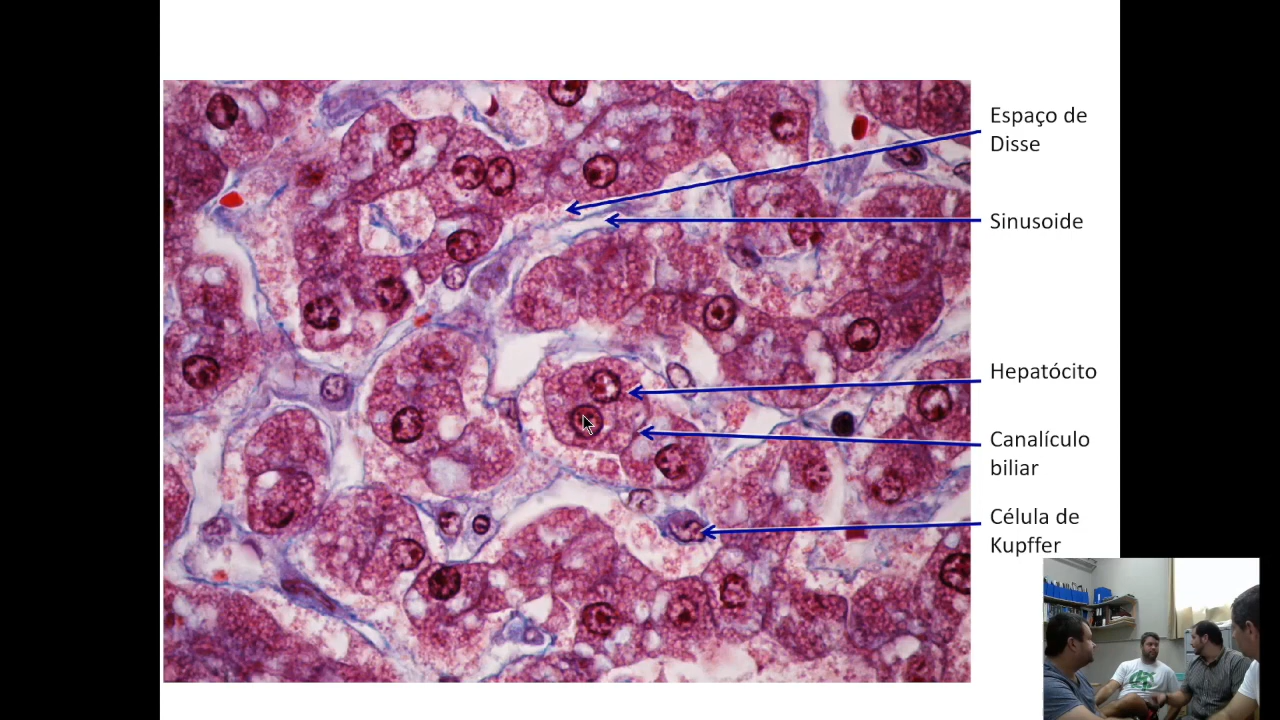 Espaço de
Disse
Sinusoide
Hepatócito
Canalículo
biliar
Célula de
Kupffer